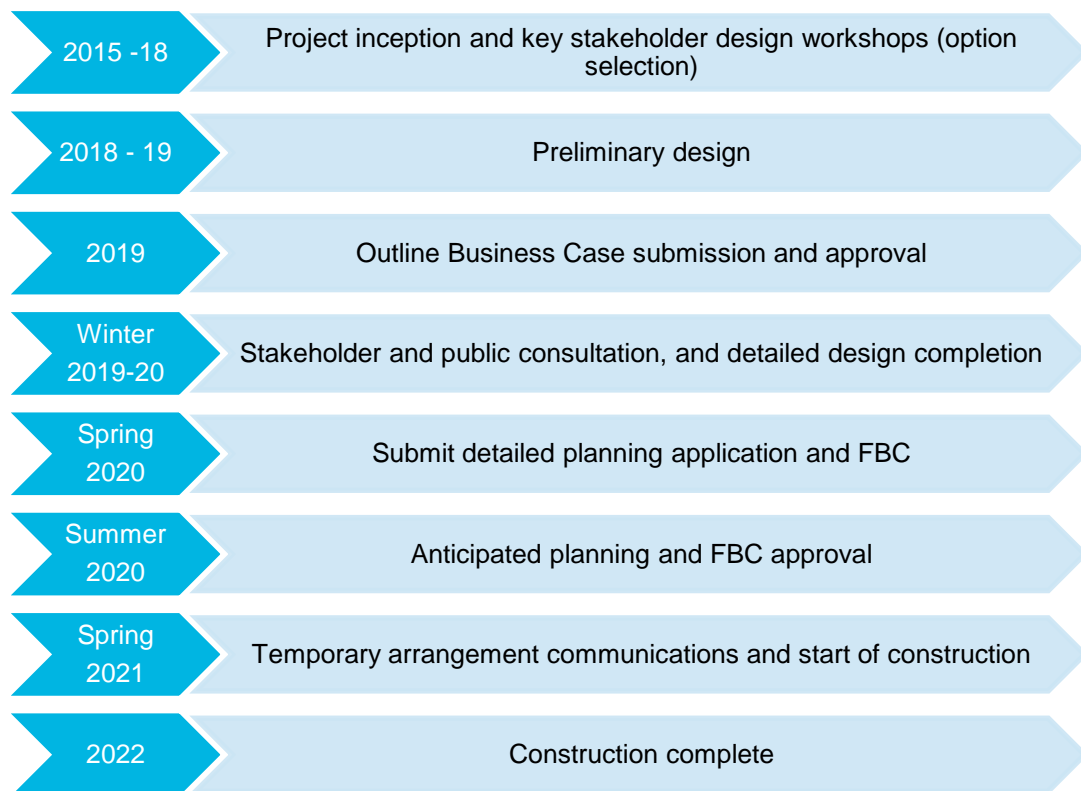 2015 -18
Project inception and key stakeholder design workshops (option
selection)
2018 - 19
Preliminary design
2019
Outline Business Case submission and approval
Winter
2019-20
Stakeholder and public consultation, and detailed design completion
Spring
2020
Submit detailed planning application and FBC
Summer
2020
Anticipated planning and FBC approval
Spring
2021
Temporary arrangement communications and start of construction
2022
Construction complete